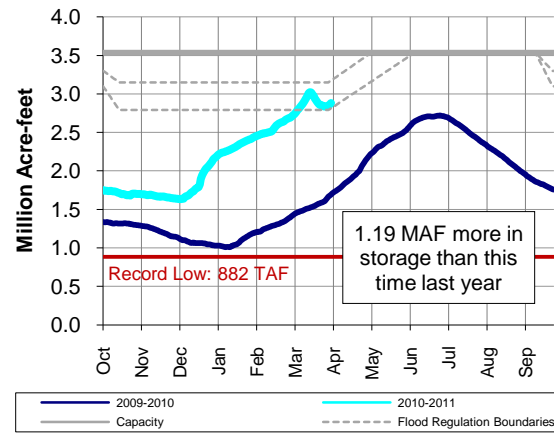 Million Acre-feet
4.0
3.5
3.0
2.5
2.0
1.5
1.0
0.5
0.0
Record Low: 882 TAF
1.19 MAF more in
storage than this
time last year
Oct
Nov
Dec
Jan
Feb
Mar
Apr
May
Jun
Jul
Aug
Sep
2009-2010
2010-2011
Capacity
Flood Regulation Boundaries